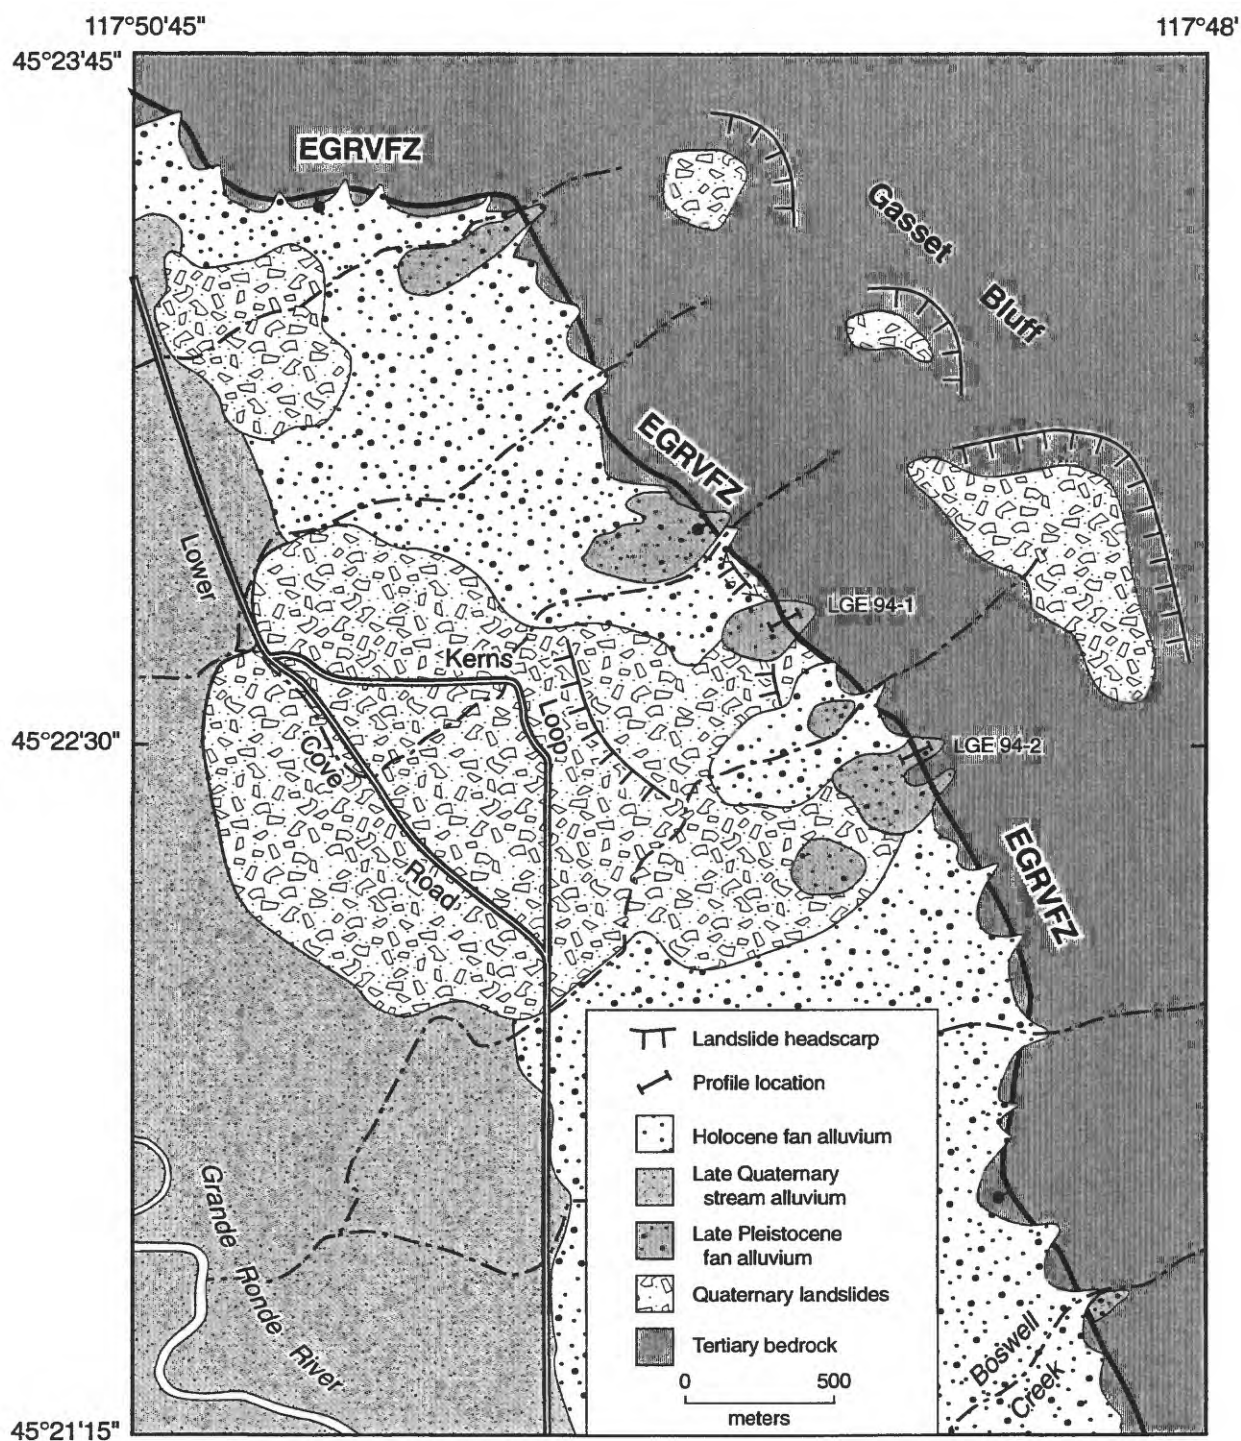 117°50'45"
117°48'
45°23'45"
EGRVFZ
Gasset
Bluff
EGRVFZ
Lower
LGE 94-1
Kerns
Loop
Cove
45°22'30"
LGE 94-2
Road
EGRVFZ
Landslide headscarp
Profile location
Holocene fan alluvium
Late Quaternary
stream alluvium
Late Pleistocene
fan alluvium
Quaternary landslides
Tertiary bedrock
0 500
meters
Grande Ronde River
Boswell
Creek
45°21'15"